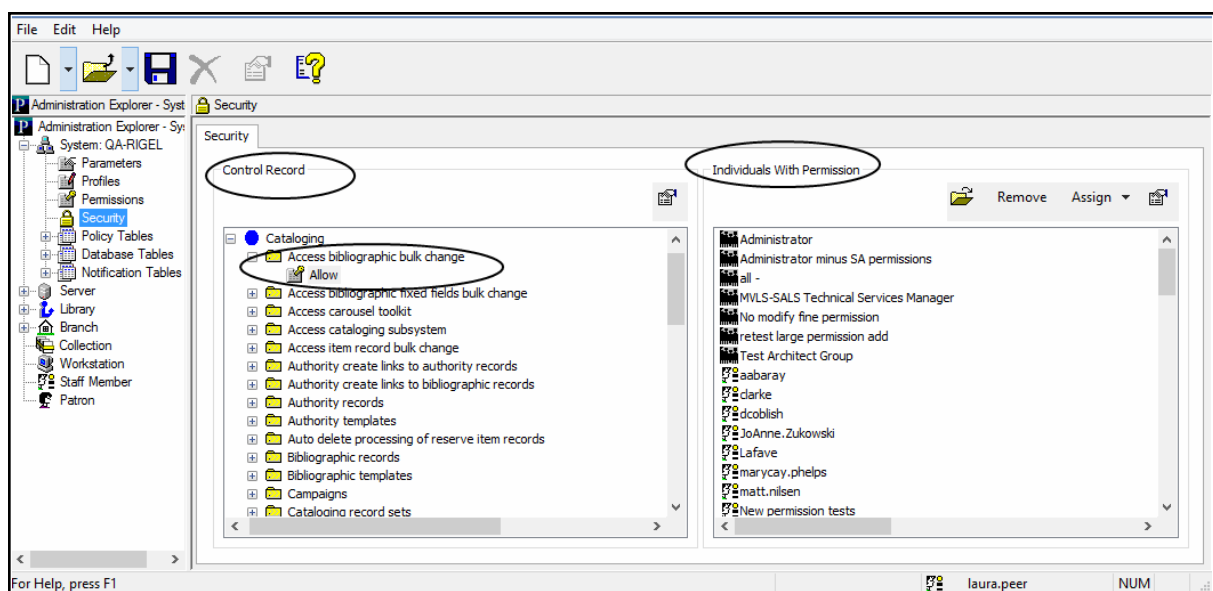 File Edit Help
Administration Explorer - Syst
Security
Administration Explorer - Sys
System: QA-RIGEL
Parameters
Profiles
Permissions
Security
Policy Tables
Database Tables
Notification Tables
Server
Library
Branch
Collection
Workstation
Staff Member
Patron
Security
Control Record
Cataloging
Access bibliographic bulk change
Allow
Access bibliographic fixed fields bulk change
Access carousel toolkit
Access cataloging subsystem
Access item record bulk change
Authority create links to authority records
Authority create links to bibliographic records
Authority records
Authority templates
Auto delete processing of reserve item records
Bibliographic records
Bibliographic templates
Campaigns
Cataloging record sets
Individuals With Permission
Remove Assign
Administrator
Administrator minus SA permissions
all -
MVLS-SALS Technical Services Manager
No modify fine permission
retest large permission add
Test Architect Group
aabaray
clarke
dcoblish
JoAnne.Zukowski
Lafave
marycay.phelps
matt.nilsen
New permission tests
For Help, press F1
laura.peer
NUM